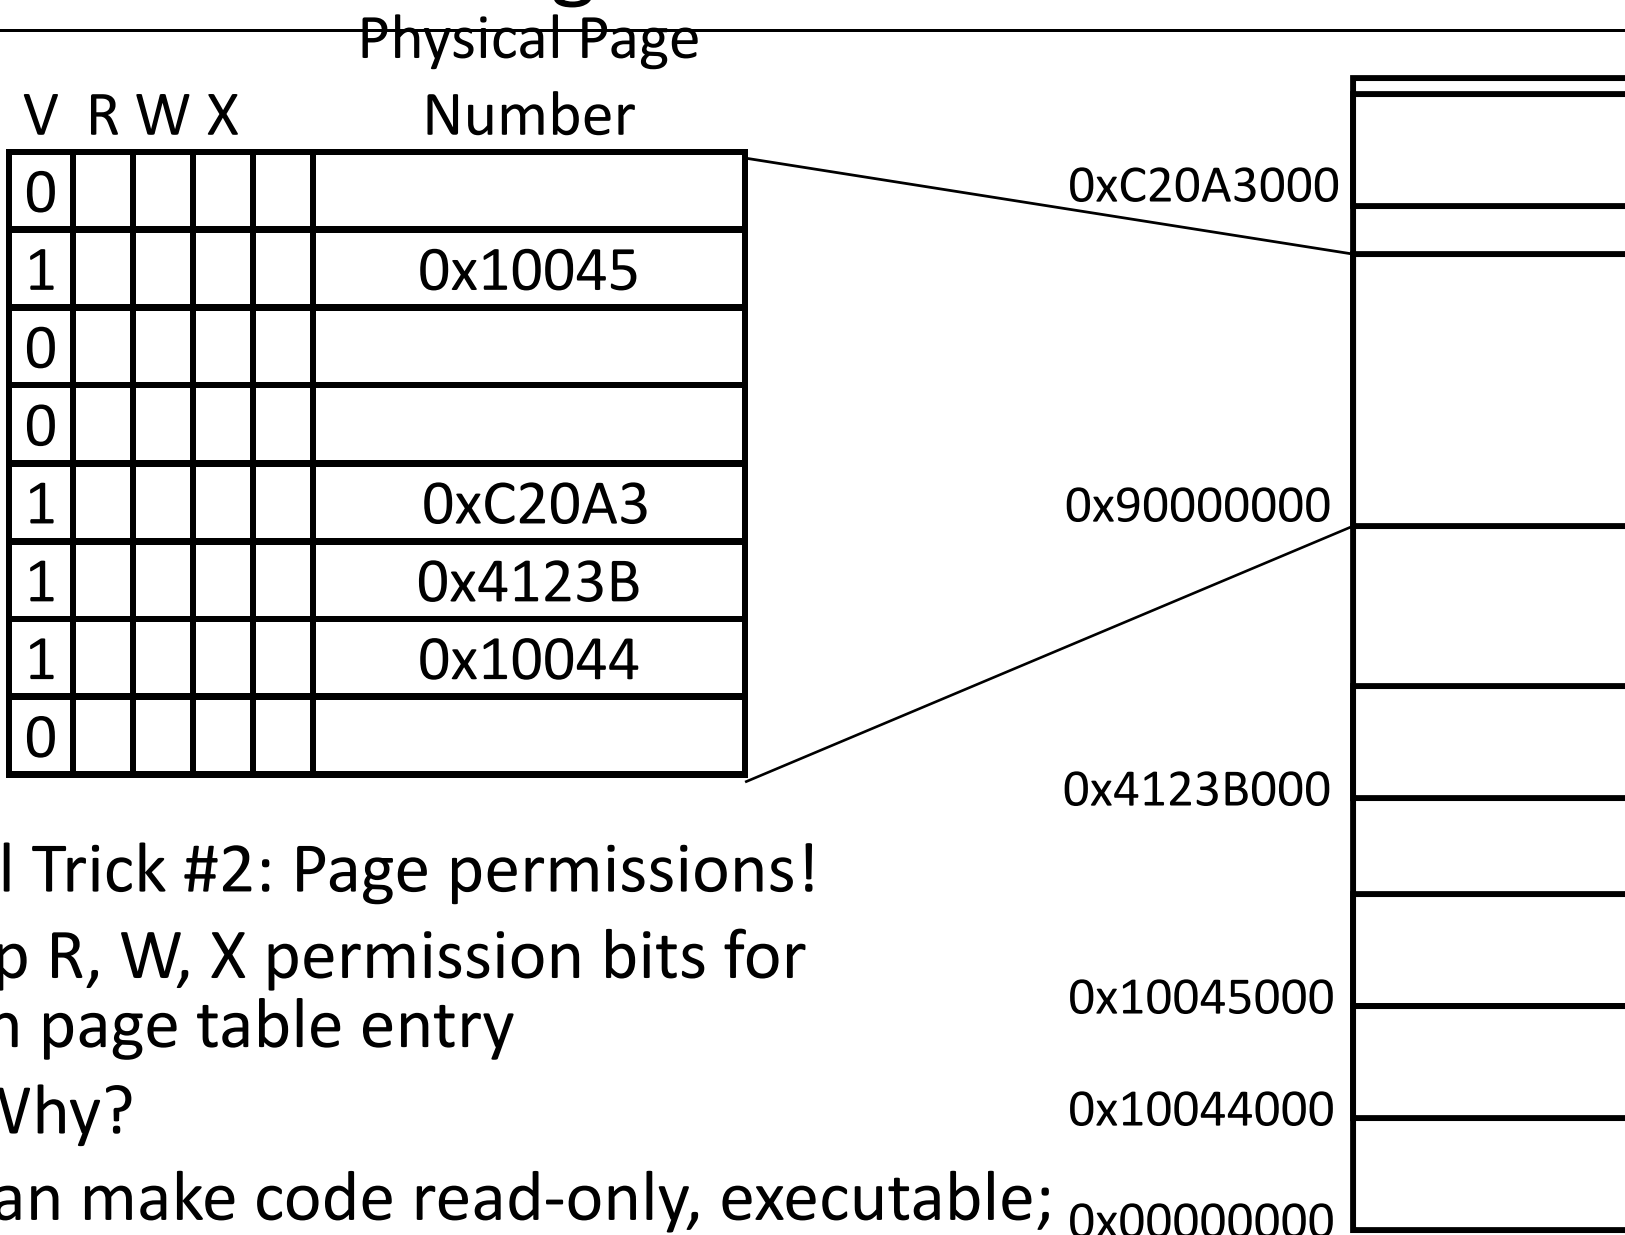 Physical Page
V R W X Number
0
1 0x10045
0
0
1 0xC20A3
1 0x4123B
1 0x10044
0
0xC20A3000
0x90000000
0x4123B000
0x10045000
0x10044000
0x00000000
l Trick #2: Page permissions!
p R, W, X permission bits for
page table entry
Why?
an make code read-only, executable;